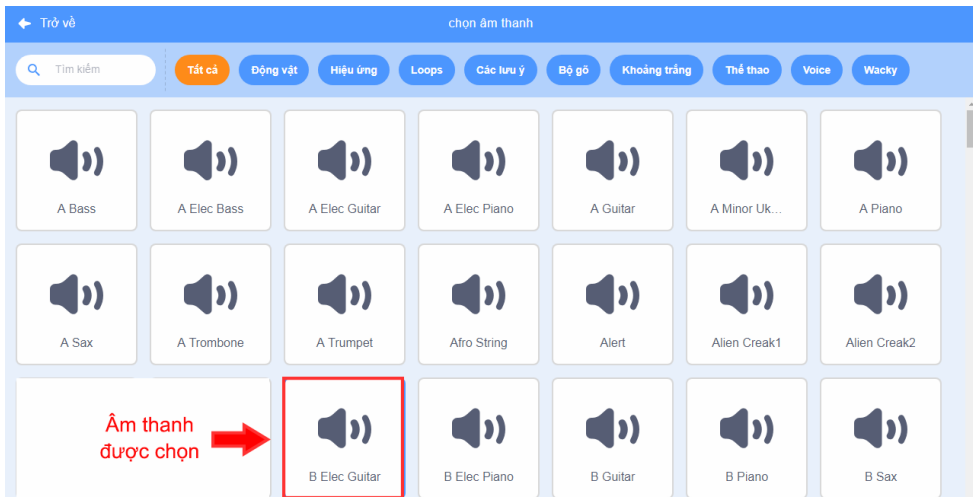 Trở về
chọn âm thanh
Tìm kiếm
Tất cả
Động vật
Hiệu ứng
Loops
Các lưu ý
Bộ gõ
Khoảng trắng
Thể thao
Voice
Wacky
A Bass
A Elec Bass
A Elec Guitar
A Elec Piano
A Guitar
A Minor Uk...
A Piano
A Sax
A Trombone
A Trumpet
Afro String
Alert
Alien Creak1
Alien Creak2
Âm thanh
được chọn
B Elec Guitar
B Elec Piano
B Guitar
B Piano
B Sax